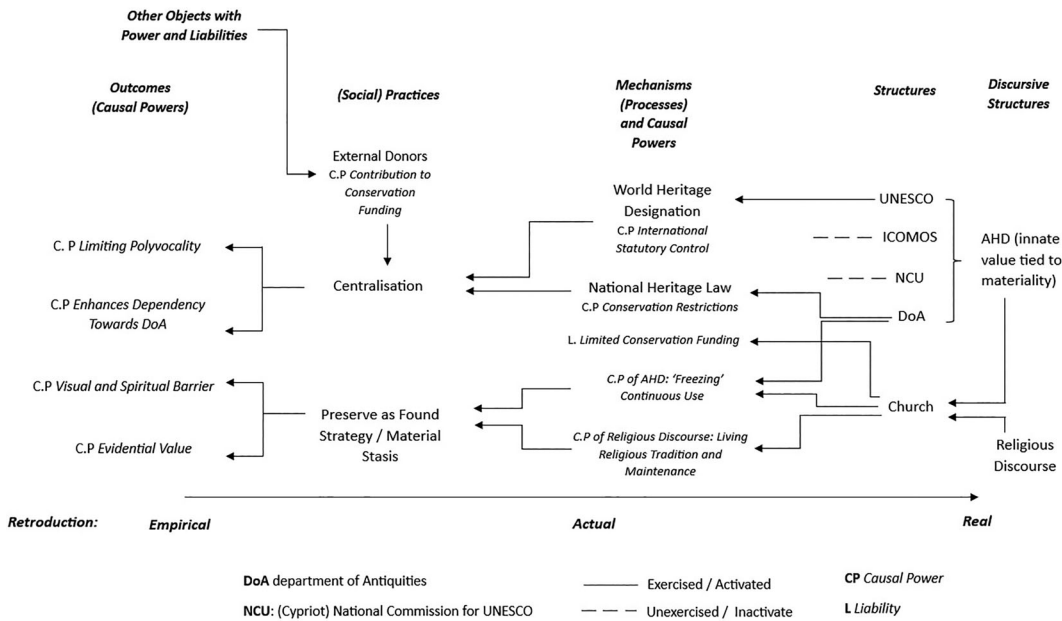 Other Objects with
Power and Liabilities
Outcomes
(Causal Powers)
(Social) Practices
Mechanisms
(Processes)
and Causal
Powers
Structures
Discursive
Structures
External Donors
C.P Contribution to
Conservation
Funding
World Heritage
Designation
C.P International
Statutory Control
UNESCO
ICOMOS
NCU
DoA
AHD (innate
value tied to
materiality)
C. P Limiting Polyvocality
C.P Enhances Dependency
Towards DoA
Centralisation
National Heritage Law
C.P Conservation Restrictions
L. Limited Conservation Funding
C.P Visual and Spiritual Barrier
C.P Evidential Value
Preserve as Found
Strategy / Material
Stasis
C.P of AHD: ‘Freezing’
Continuous Use
C.P of Religious Discourse: Living
Religious Tradition and
Maintenance
Church
Religious
Discourse
Retroduction:
Empirical
Actual
Real
DoA department of Antiquities
NCU: (Cypriot) National Commission for UNESCO
Exercised / Activated
Unexercised / Inactivate
CP Causal Power
L Liability